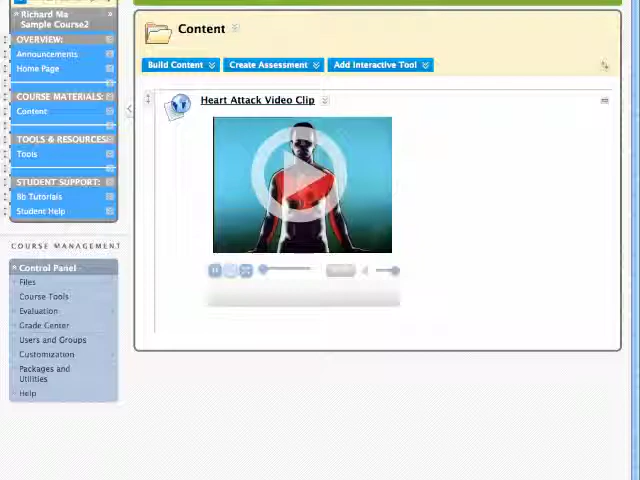 Richard Ma
Sample Course2
OVERVIEW:
Announcements
Home Page
COURSE MATERIALS:
Content
TOOLS & RESOURCES:
Tools
STUDENT SUPPORT:
Bb Tutorials
Student Help
COURSE MANAGEMENT
Control Panel
Files
Course Tools
Evaluation
Grade Center
Users and Groups
Customization
Packages and
Utilities
Help
Content
Build Content
Create Assessment
Add Interactive Tool
Heart Attack Video Clip